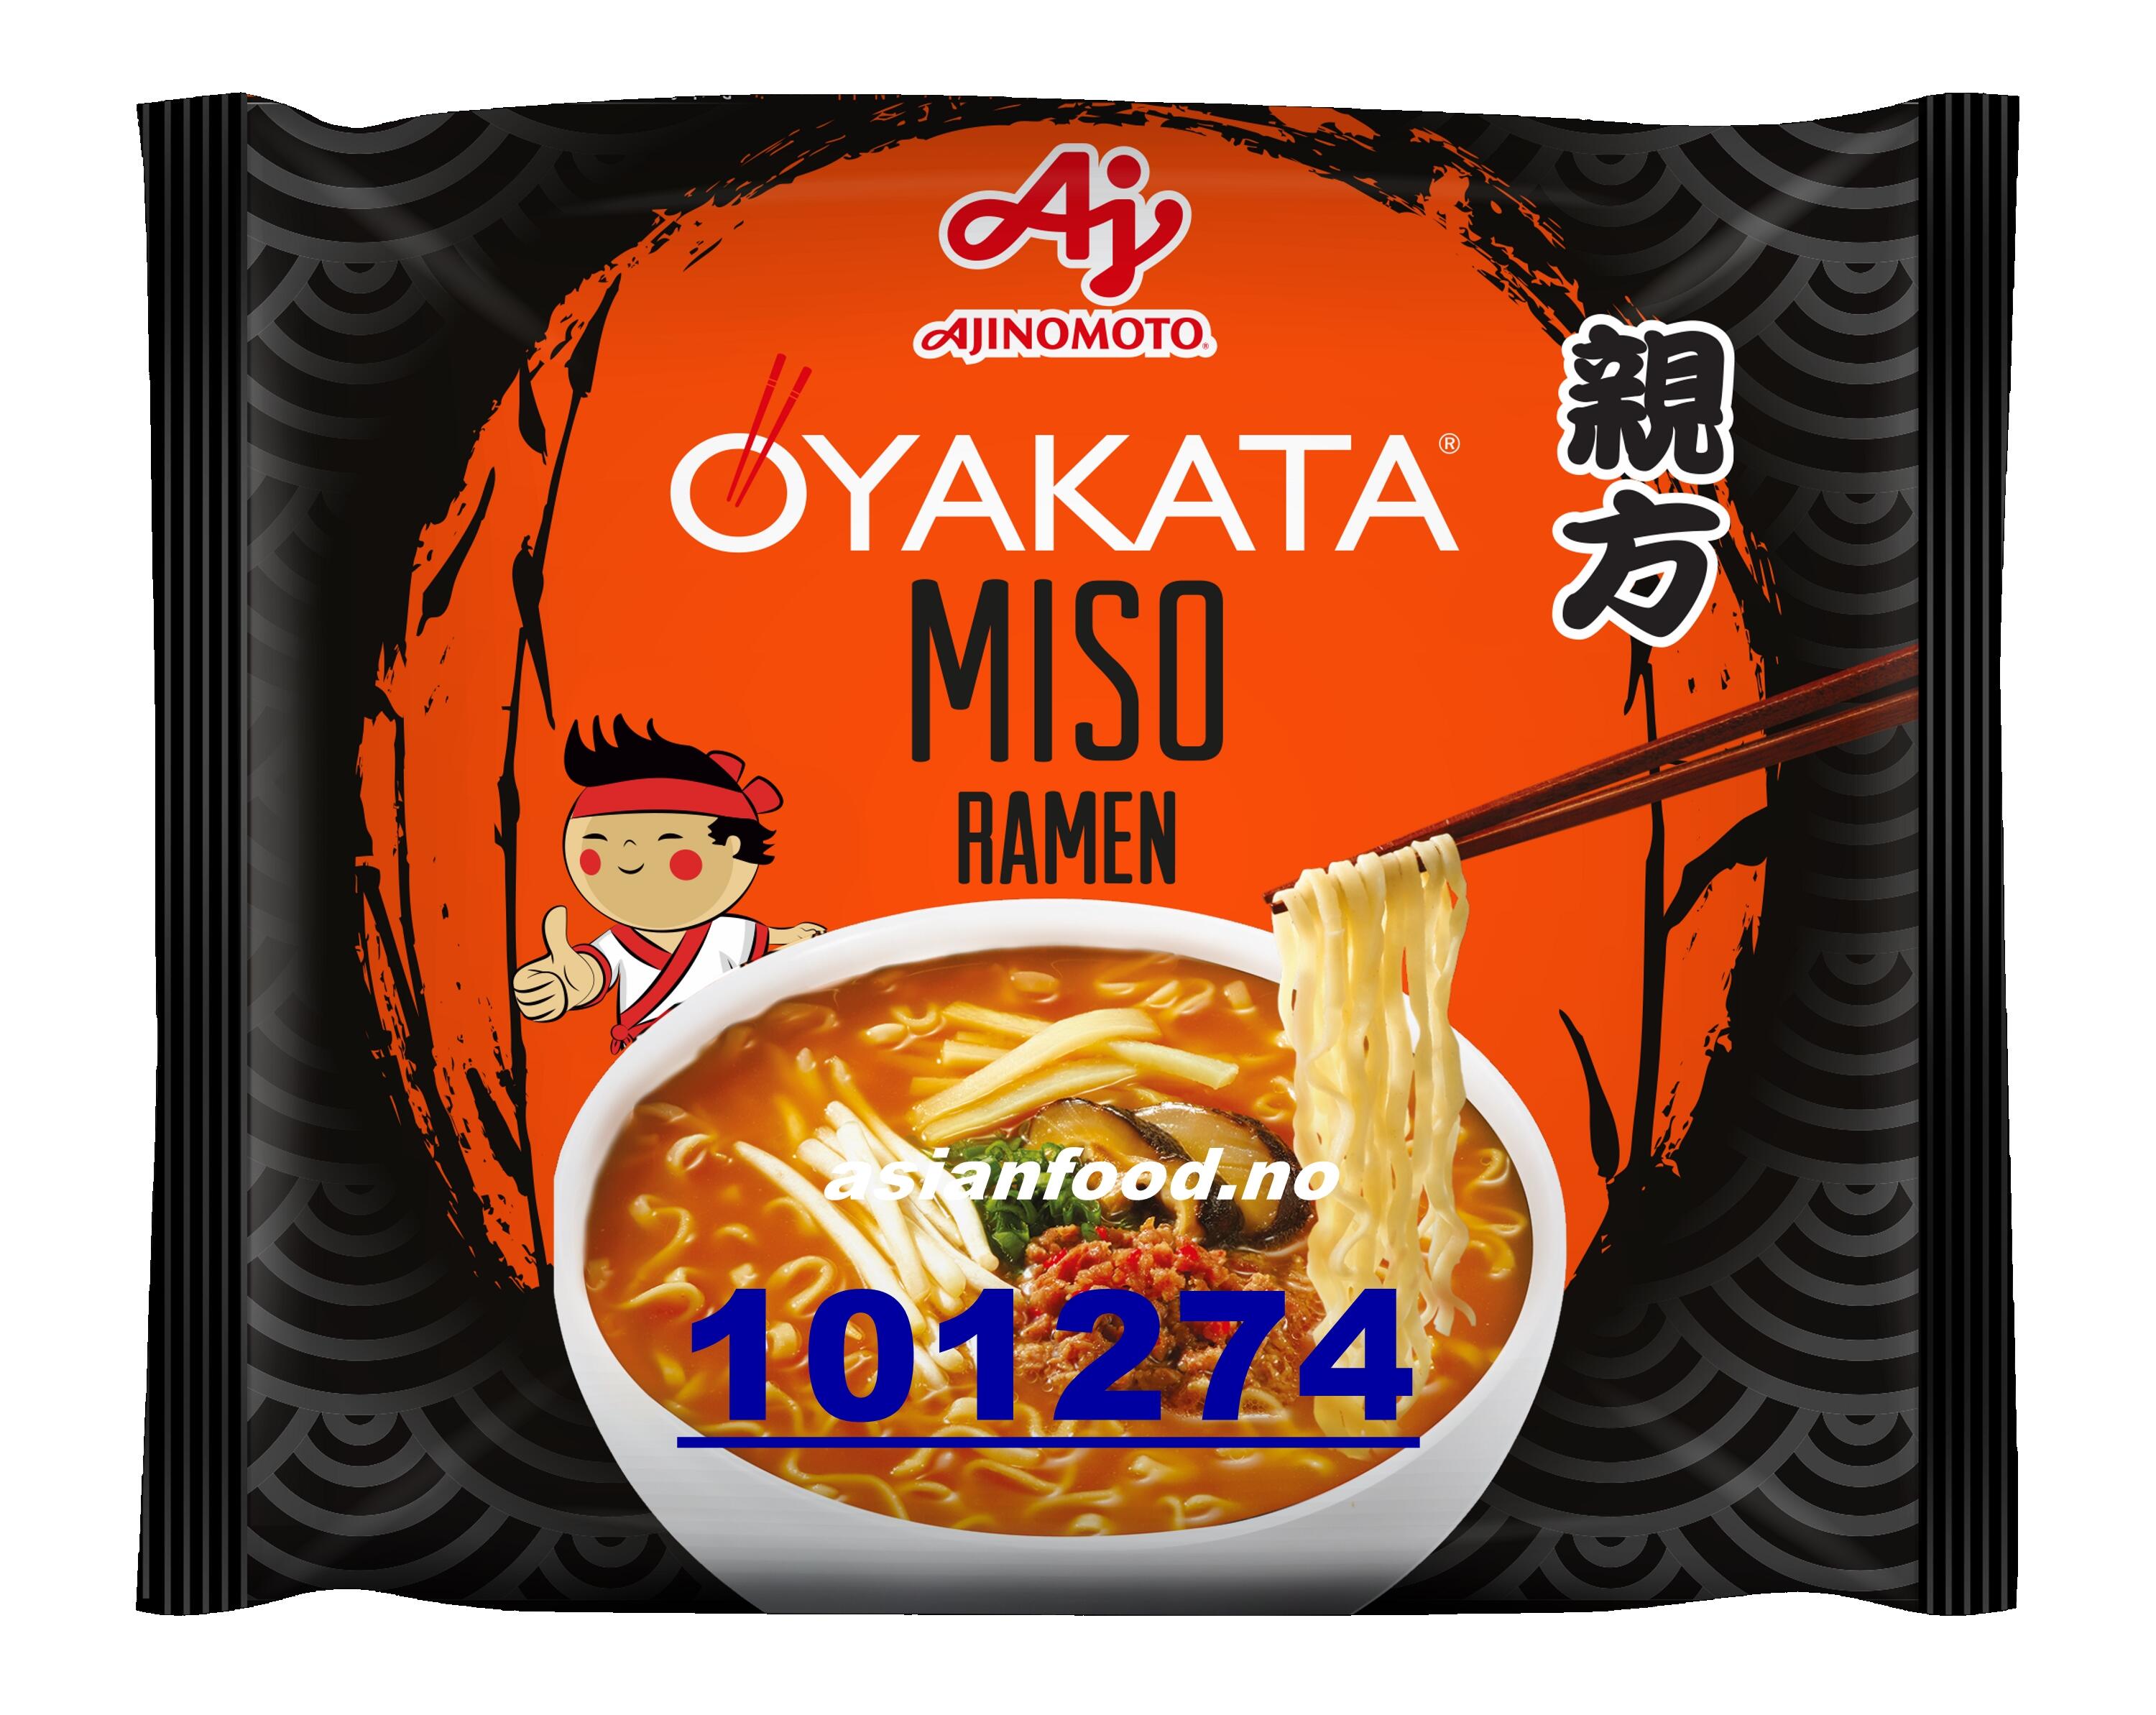 Aj
AJINOMOTO®
OYAKATA®
親方
MISO
RAMEN
asianfood.no
101274